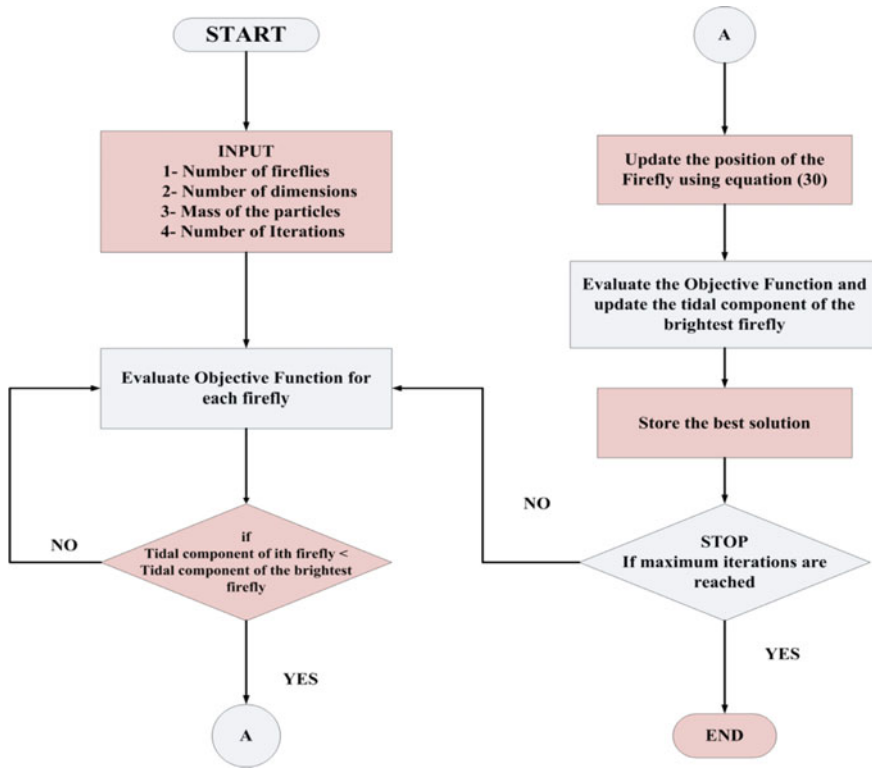 START
INPUT
1- Number of fireflies
2- Number of dimensions
3- Mass of the particles
4- Number of Iterations
Evaluate Objective Function for
each firefly
NO
if
Tidal component of ith firefly <
Tidal component of the brightest
firefly
YES
A
A
Update the position of the
Firefly using equation (30)
Evaluate the Objective Function and
update the tidal component of the
brightest firefly
Store the best solution
NO
STOP
If maximum iterations are
reached
YES
END